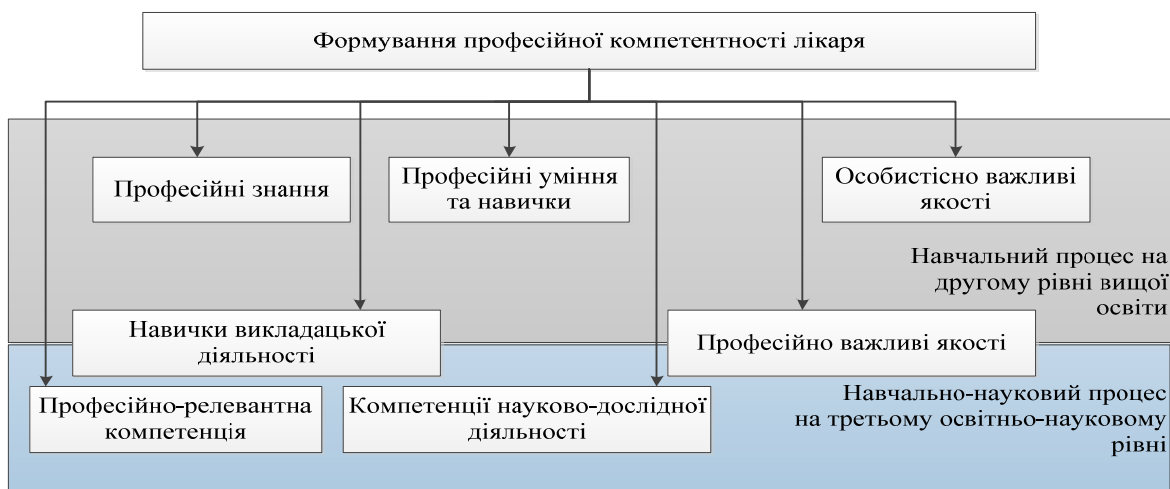 Формування професійної компетентності лікаря
Професійні знання
Професійні уміння
та навички
Особистісно важливі
якості
Навчальний процес на
другому рівні вищої
освіти
Навички викладацької
діяльності
Професійно важливі якості
Професійно-релевантна
компетенція
Компетенції науково-дослідної
діяльності
Навчально-науковий процес
на третьому освітньо-науковому
рівні